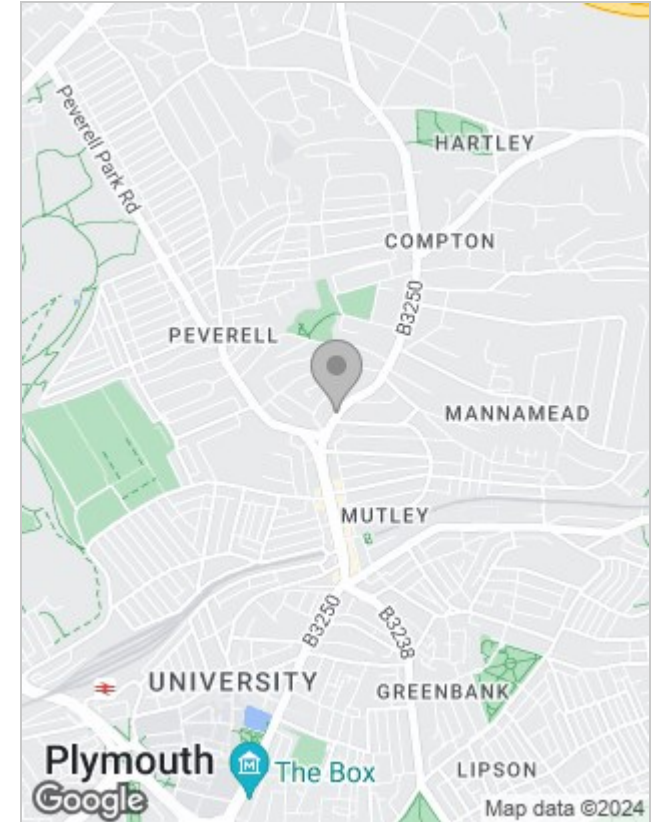 Peverell Park Rd
HARTLEY
COMPTON
B3250
PEVERELL
MANNAMEAD
MUTLEY
B3250
B3238
UNIVERSITY
GREENBANK
Plymouth
The Box
LIPSON
Google
Map data ©2024